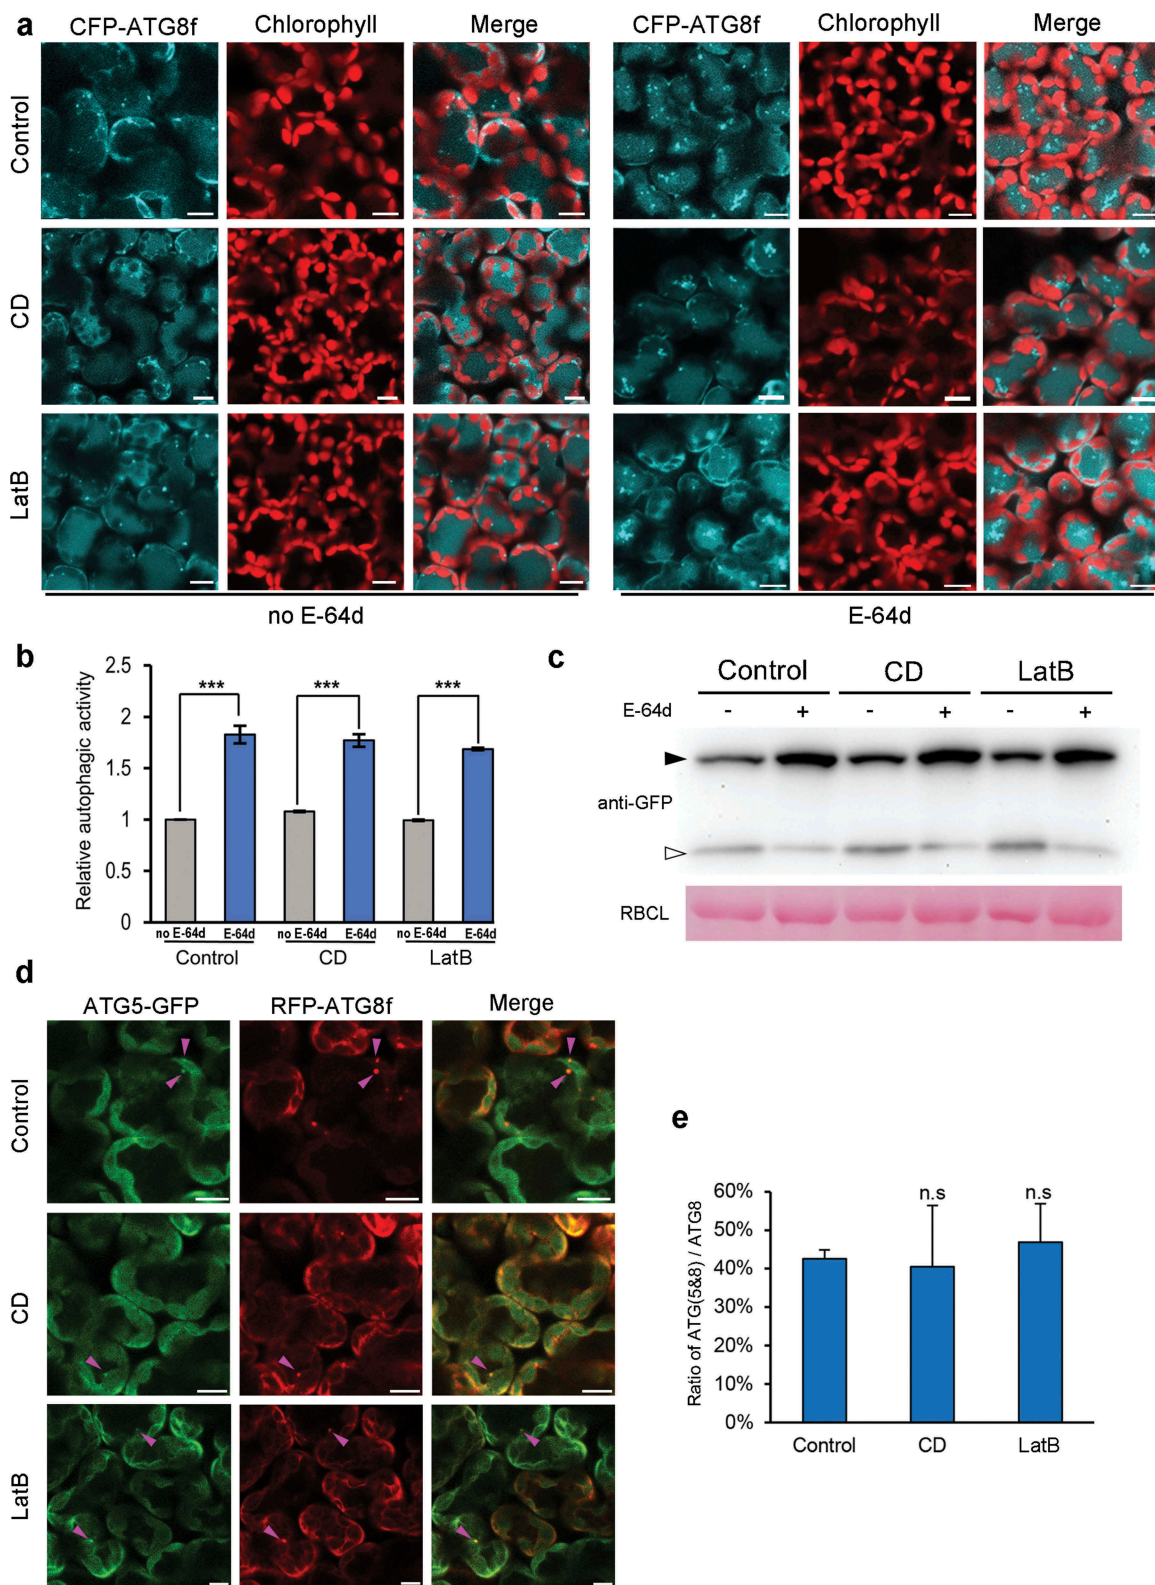 a
CFP-ATG8f Chlorophyll Merge CFP-ATG8f Chlorophyll Merge
Control
CD
LatB
no E-64d E-64d
b
Relative autophagic activity
2.5
2
1.5
1
0.5
0
*** *** ***
no E-64d E-64d no E-64d E-64d no E-64d E-64d
Control CD LatB
c
Control CD LatB
E-64d - + - + - +
anti-GFP
RBCL
d
ATG5-GFP RFP-ATG8f Merge
Control
CD
LatB
e
Ratio of ATG(5&8) / ATG8
60%
50%
40%
30%
20%
10%
0%
n.s n.s
Control CD LatB